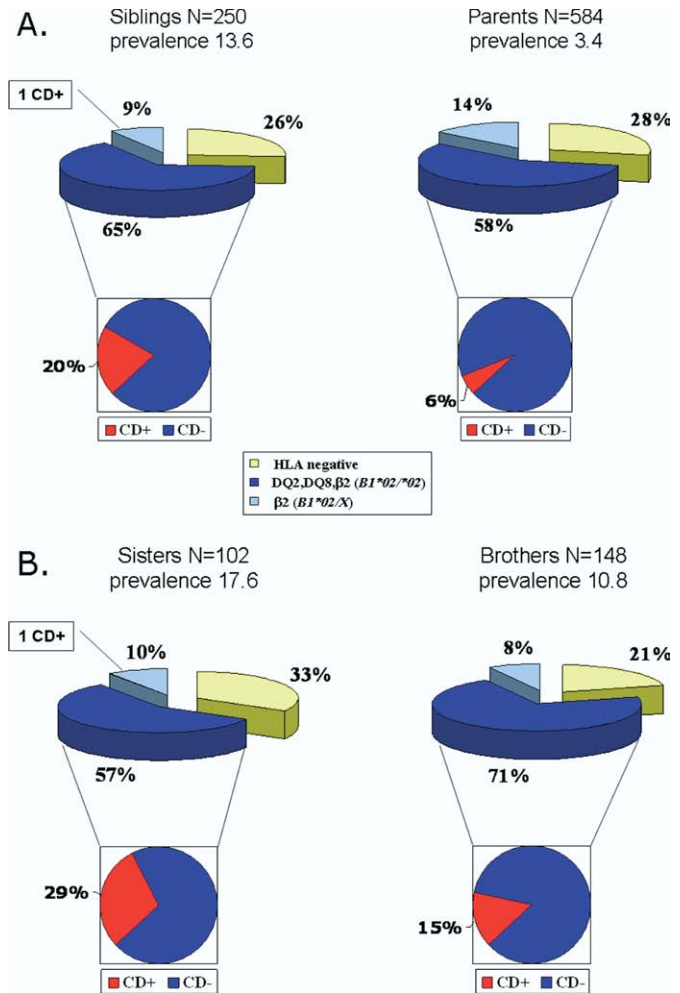 A.
Siblings N=250
prevalence 13.6
Parents N=584
prevalence 3.4
1 CD+
9%
26%
65%
14%
28%
58%
20%
6%
CD+ CD-
CD+ CD-
HLA negative
DQ2,DQ8,β2 (B1*02/*02)
β2 (B1*02/X)
B.
Sisters N=102
prevalence 17.6
Brothers N=148
prevalence 10.8
1 CD+
10%
33%
57%
8%
21%
71%
29%
15%
CD+ CD-
CD+ CD-